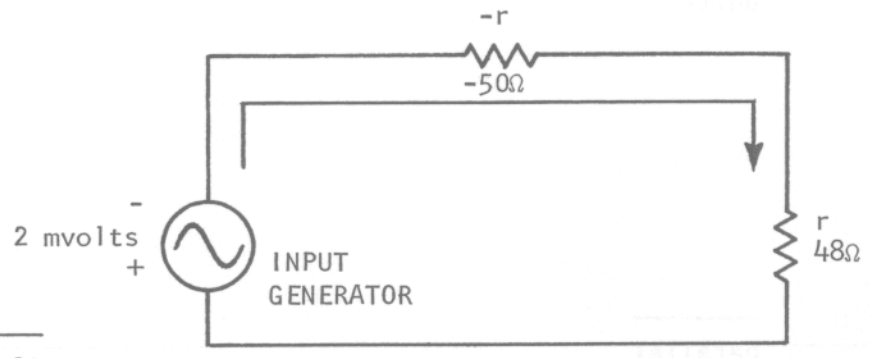 -r
-50Ω
-
2 mvolts
+
INPUT
GENERATOR
r
48Ω